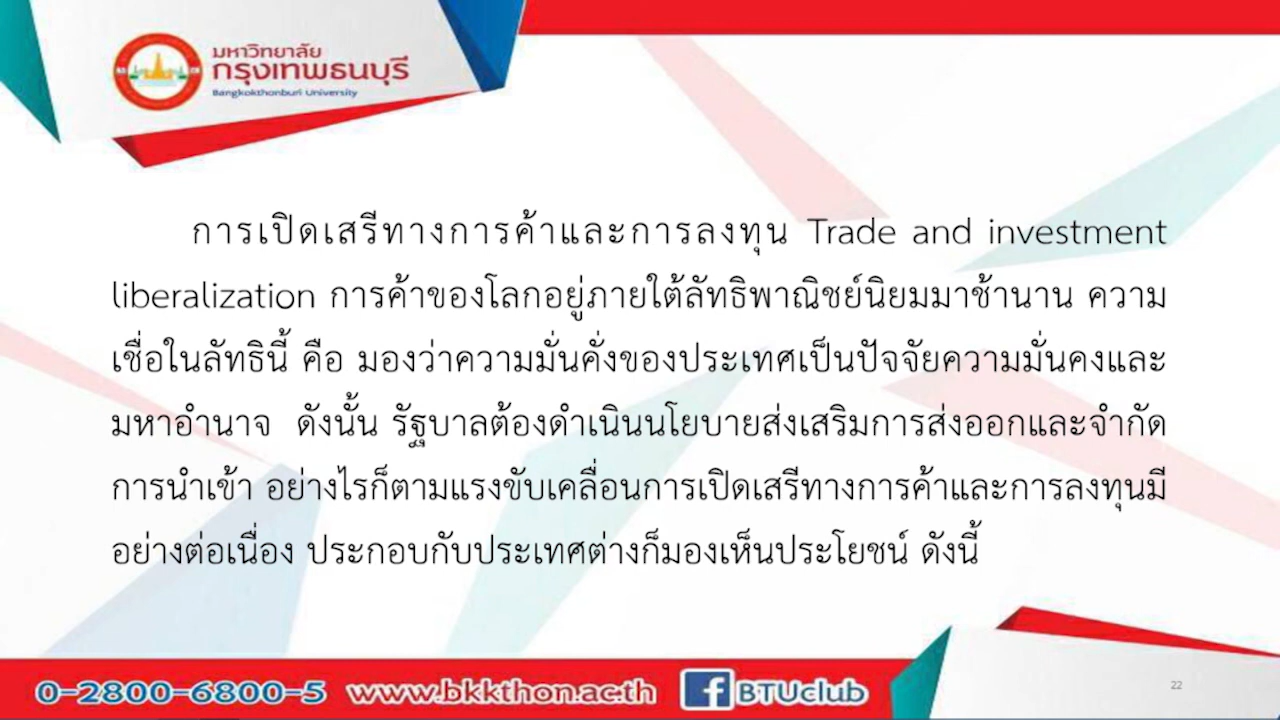 มหาวิทยาลัย
กรุงเทพธนบุรี
Bangkokthonburi University
การเปิดเสรีทางการค้าและการลงทุน Trade and investment
liberalization การค้าของโลกอยู่ภายใต้ลัทธิพาณิชย์นิยมมาช้านาน ความ
เชื่อในลัทธินี้ คือ มองว่าความมั่นคั่งของประเทศเป็นปัจจัยความมั่นคงและ
มหาอำนาจ ดังนั้น รัฐบาลต้องดำเนินนโยบายส่งเสริมการส่งออกและจำกัด
การนำเข้า อย่างไรก็ตามแรงขับเคลื่อนการเปิดเสรีทางการค้าและการลงทุนมี
อย่างต่อเนื่อง ประกอบกับประเทศต่างก็มองเห็นประโยชน์ ดังนี้
0-2800-6800-5 www.bkkthon.ac.th f BTUclub
22